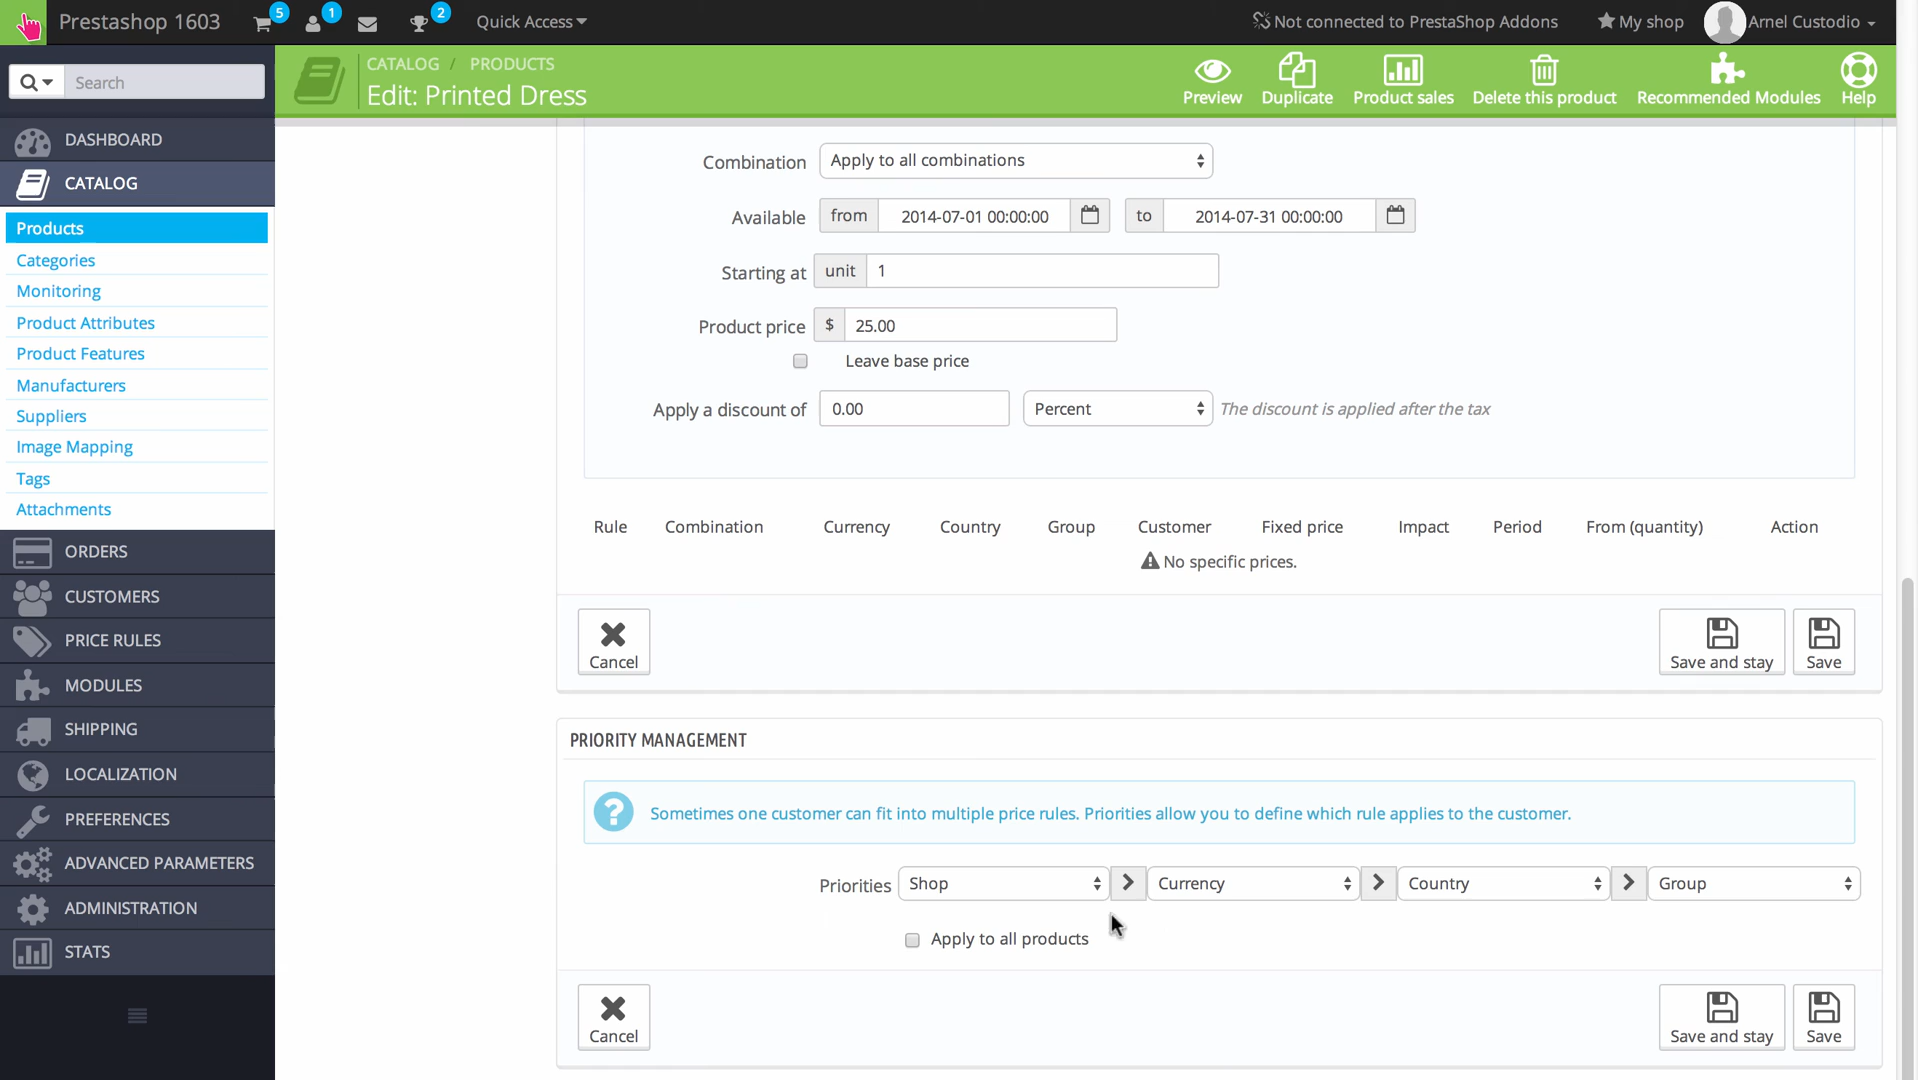 Prestashop 1603 5 1 2 Quick Access Not connected to PrestaShop Addons My shop Arnel Custodio
Search
CATALOG / PRODUCTS
Edit: Printed Dress
Preview Duplicate Product sales Delete this product Recommended Modules Help
DASHBOARD
CATALOG
Products
Categories
Monitoring
Product Attributes
Product Features
Manufacturers
Suppliers
Image Mapping
Tags
Attachments
ORDERS
CUSTOMERS
PRICE RULES
MODULES
SHIPPING
LOCALIZATION
PREFERENCES
ADVANCED PARAMETERS
ADMINISTRATION
STATS
Combination Apply to all combinations
Available from 2014-07-01 00:00:00 to 2014-07-31 00:00:00
Starting at unit 1
Product price $ 25.00
Leave base price
Apply a discount of 0.00 Percent The discount is applied after the tax
Rule Combination Currency Country Group Customer Fixed price Impact Period From (quantity) Action
No specific prices.
Cancel Save and stay Save
PRIORITY MANAGEMENT
? Sometimes one customer can fit into multiple price rules. Priorities allow you to define which rule applies to the customer.
Priorities Shop > Currency > Country > Group
Apply to all products
Cancel Save and stay Save